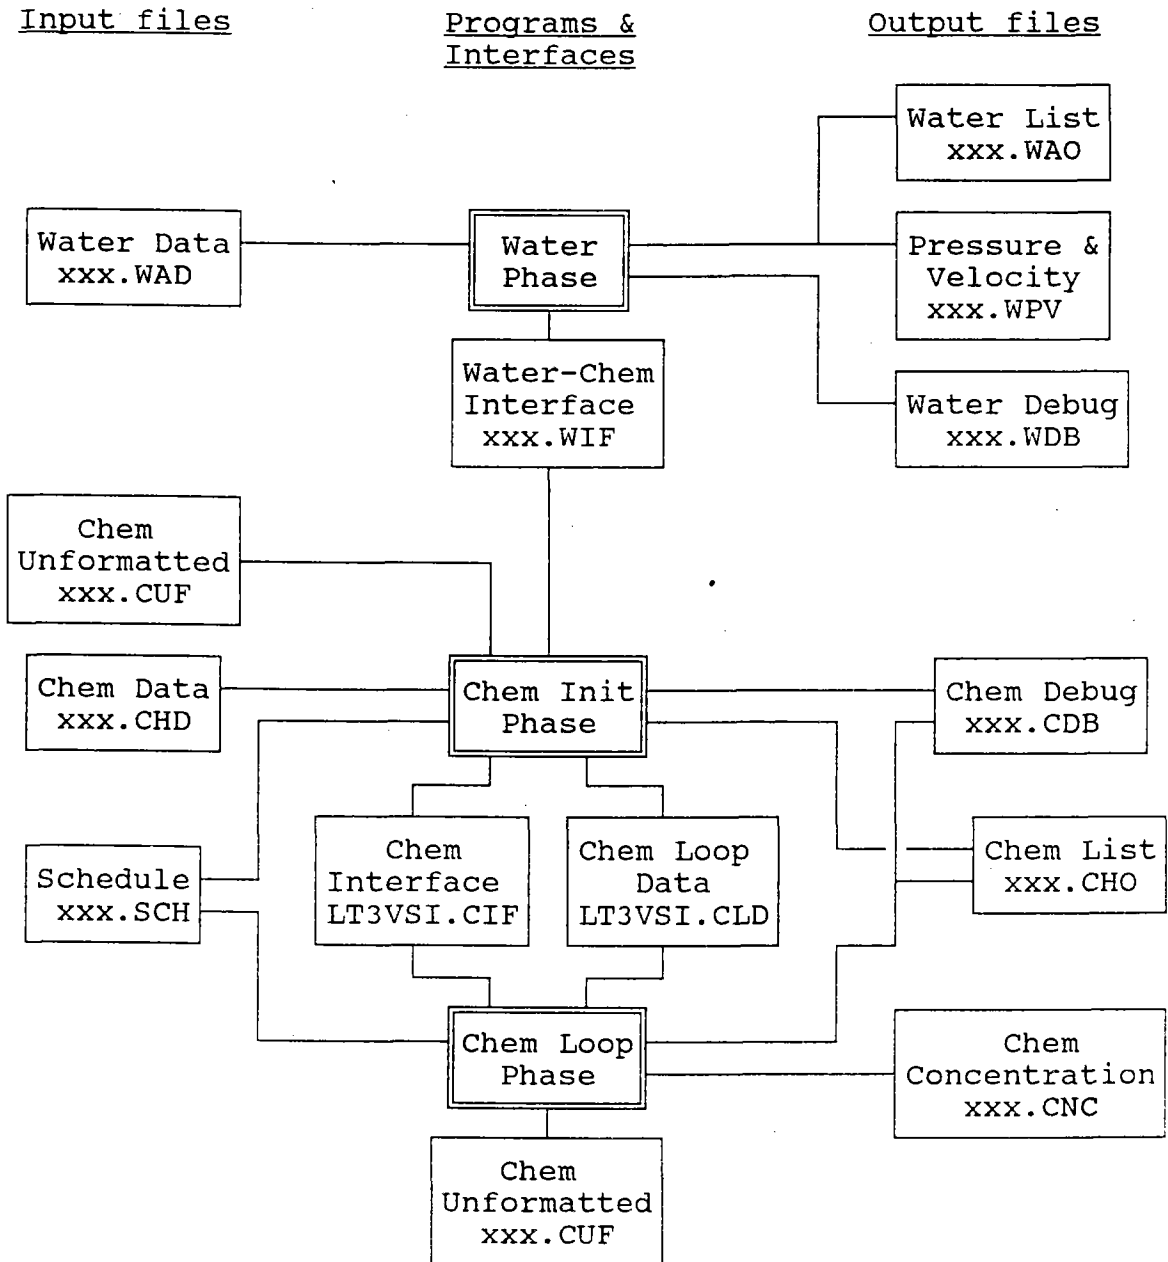 Input files
Programs &
Interfaces
Output files
Water List
xxx.WAO
Water Data
xxx.WAD
Water
Phase
Pressure &
Velocity
xxx.WPV
Water-Chem
Interface
xxx.WIF
Water Debug
xxx.WDB
Chem
Unformatted
xxx.CUF
Chem Data
xxx.CHD
Chem Init
Phase
Chem Debug
xxx.CDB
Schedule
xxx.SCH
Chem
Interface
LT3VSI.CIF
Chem Loop
Data
LT3VSI.CLD
Chem List
xxx.CHO
Chem Loop
Phase
Chem
Concentration
xxx.CNC
Chem
Unformatted
xxx.CUF